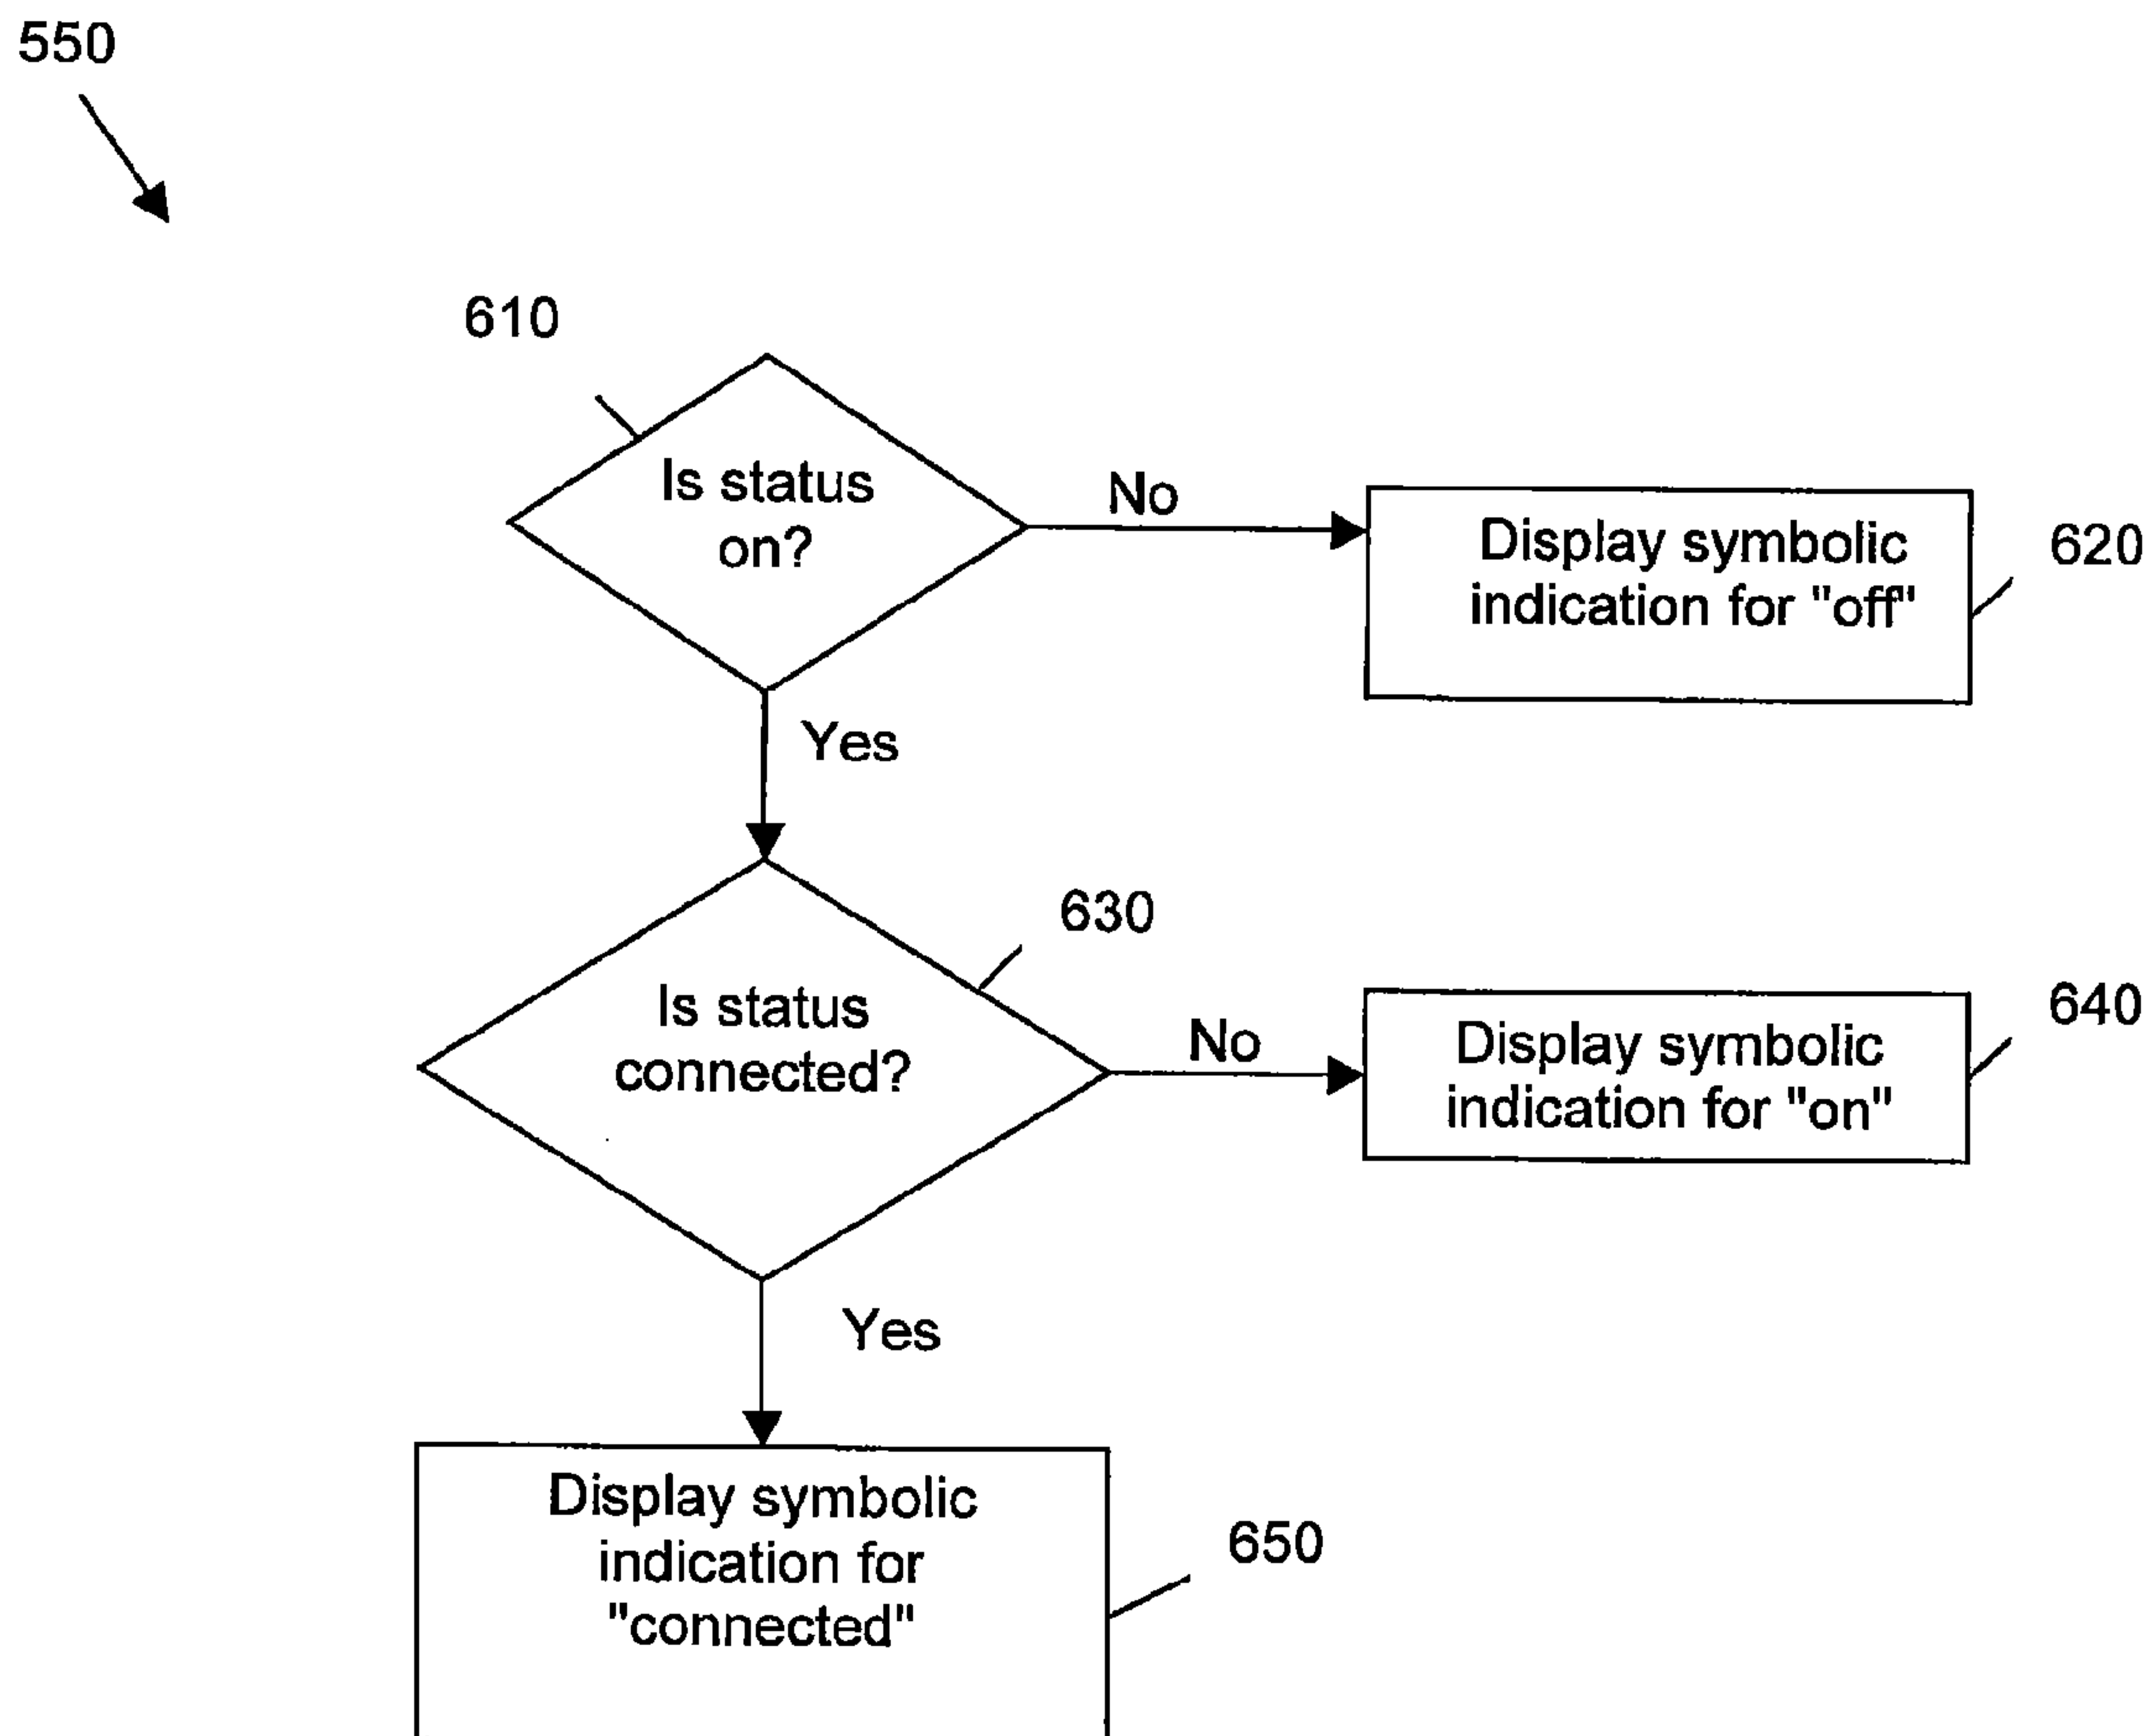 550
610
Is status
on?
No
Display symbolic
indication for "off"
620
Yes
630
Is status
connected?
No
Display symbolic
indication for "on"
640
Yes
Display symbolic
indication for
"connected"
650